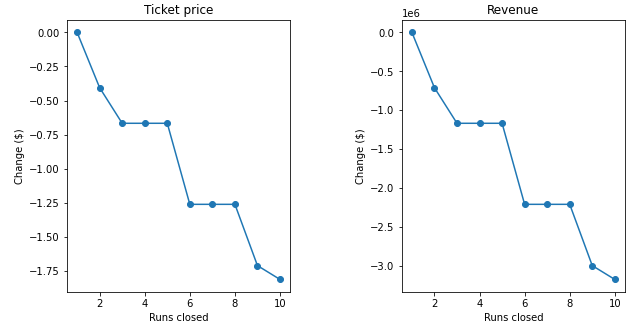 Ticket price
0.00
−0.25
−0.50
−0.75
−1.00
−1.25
−1.50
−1.75
Change ($)
2 4 6 8 10
Runs closed
Revenue
1e6
0.0
−0.5
−1.0
−1.5
−2.0
−2.5
−3.0
Change ($)
2 4 6 8 10
Runs closed